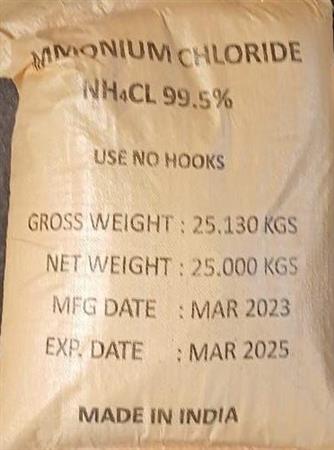 MMONIUM CHLORIDE
NH₄CL 99.5%
USE NO HOOKS
GROSS WEIGHT : 25.130 KGS
NET WEIGHT : 25.000 KGS
MFG DATE : MAR 2023
EXP. DATE : MAR 2025
MADE IN INDIA